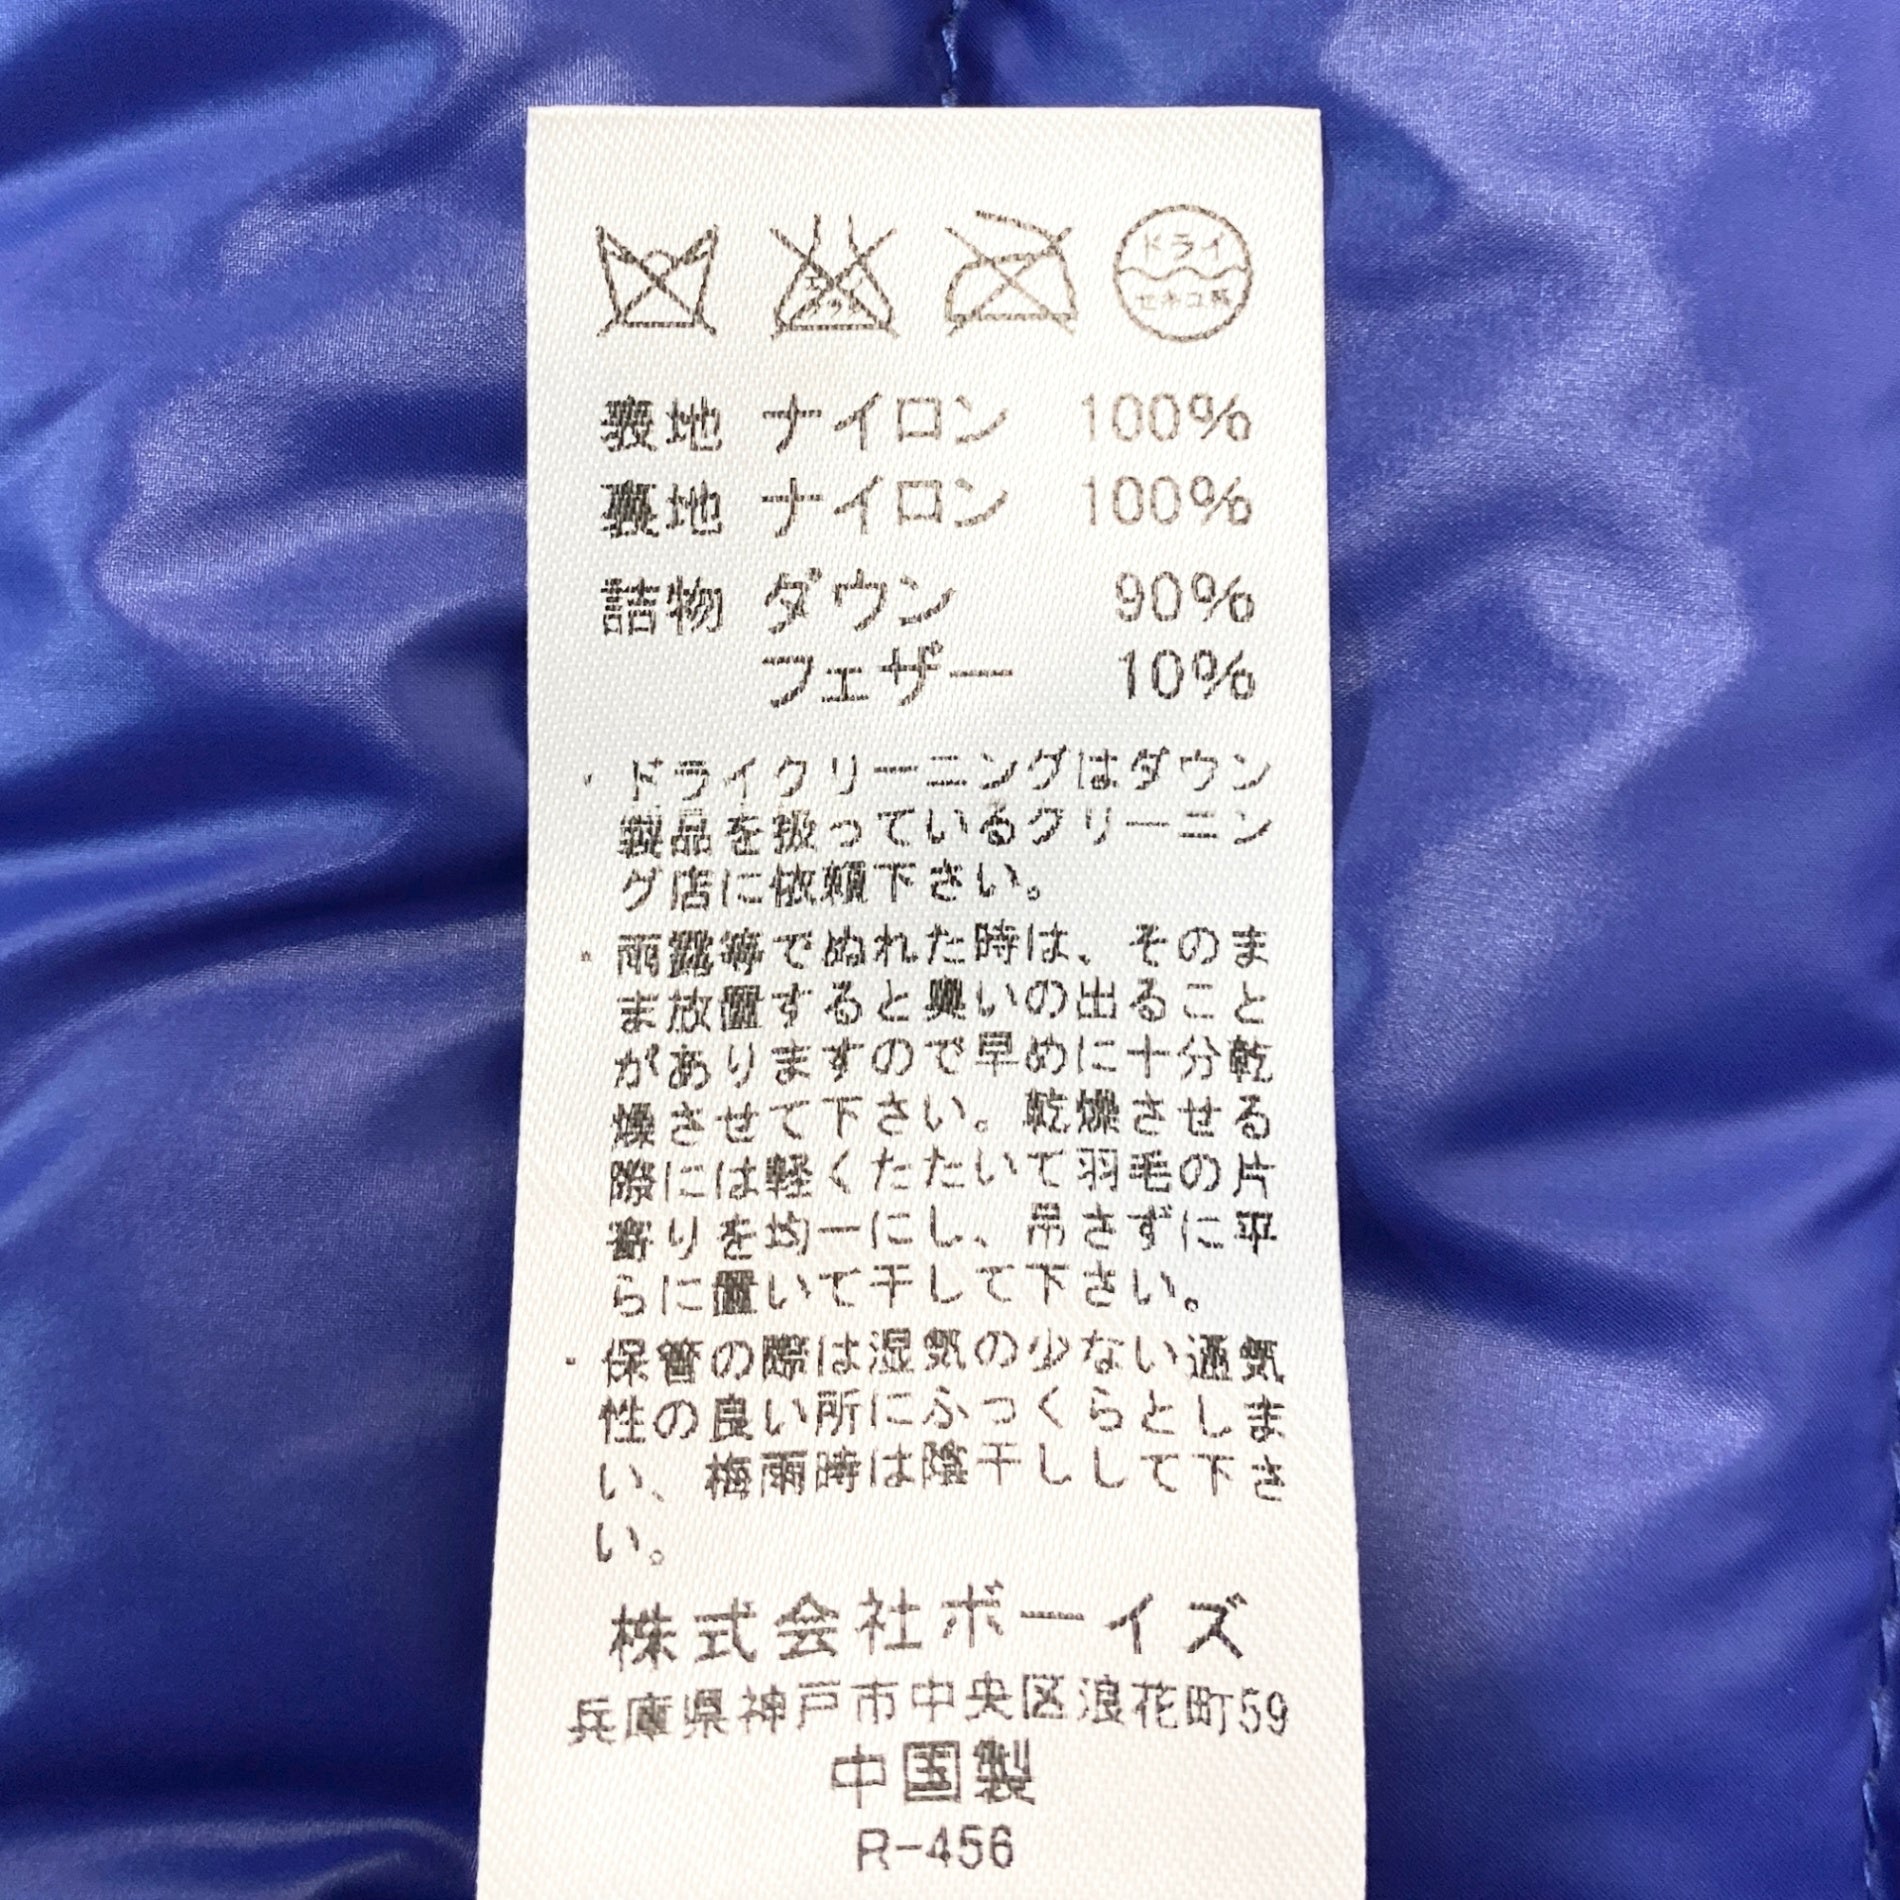 エンソ
サラシ
ドライ
セキユ系
表地 ナイロン 100%
裏地 ナイロン 100%
詰物 ダウン 90%
フェザー 10%
・ドライクリーニングはダウン
製品を扱っているクリーニン
グ店に依頼下さい。
・雨露等でぬれた時は、そのま
ま放置すると臭いの出ること
がありますので早めに十分乾
燥させて下さい。乾燥させる
際には軽くたたいて羽毛の片
寄りを均一にし、吊さずに平
らに置いて干して下さい。
・保管の際は湿気の少ない通気
性の良い所にふっくらとしま
い、梅雨時は陰干しして下さ
い。
株式会社ボーイズ
兵庫県神戸市中央区浪花町59
中国製
R-456